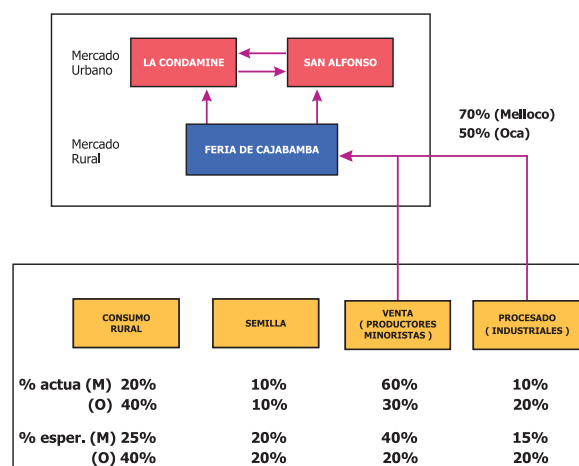 Mercado
Urbano
LA CONDAMINE
SAN ALFONSO
Mercado
Rural
FERIA DE CAJABAMBA
70% (Melloco)
50% (Oca)
CONSUMO
RURAL
SEMILLA
VENTA
( PRODUCTORES
MINORISTAS )
PROCESADO
( INDUSTRIALES )
% actua (M) 20% 10% 60% 10%
(O) 40% 10% 30% 20%
% esper. (M) 25% 20% 40% 15%
(O) 40% 20% 20% 20%